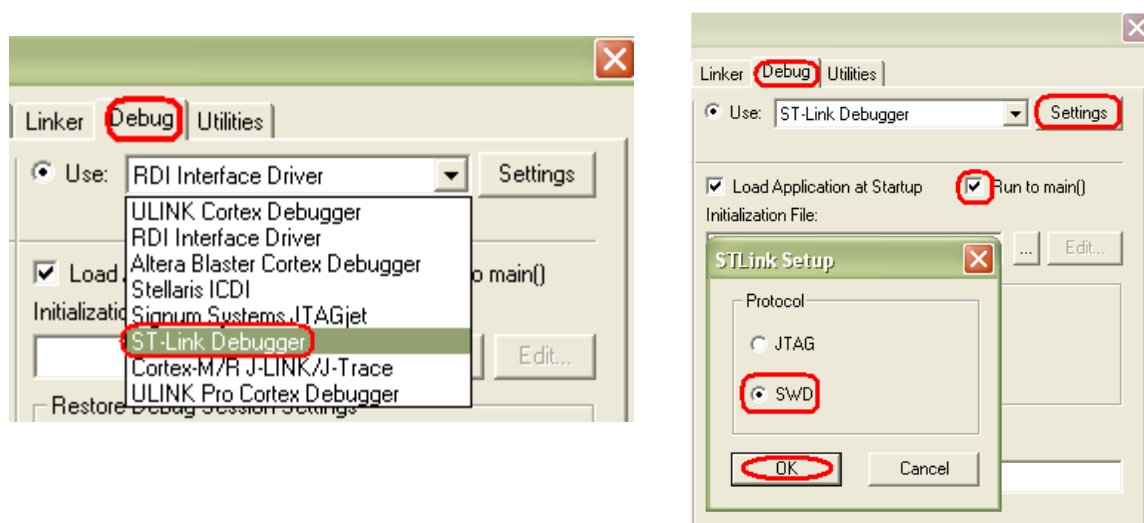 Linker Debug Utilities
Use: RDI Interface Driver Settings
ULINK Cortex Debugger
RDI Interface Driver
Altera Blaster Cortex Debugger
Load to main()
Stellaris ICDI
Signum Systems JTAGjet
ST-Link Debugger
Edit...
Cortex-M/R J-LINK/J-Trace
ULINK Pro Cortex Debugger
Restore Debug Session Settings
Linker Debug Utilities
Use: ST-Link Debugger Settings
Load Application at Startup Run to main()
Initialization File:
... Edit...
STLink Setup
Protocol
JTAG
SWD
OK Cancel